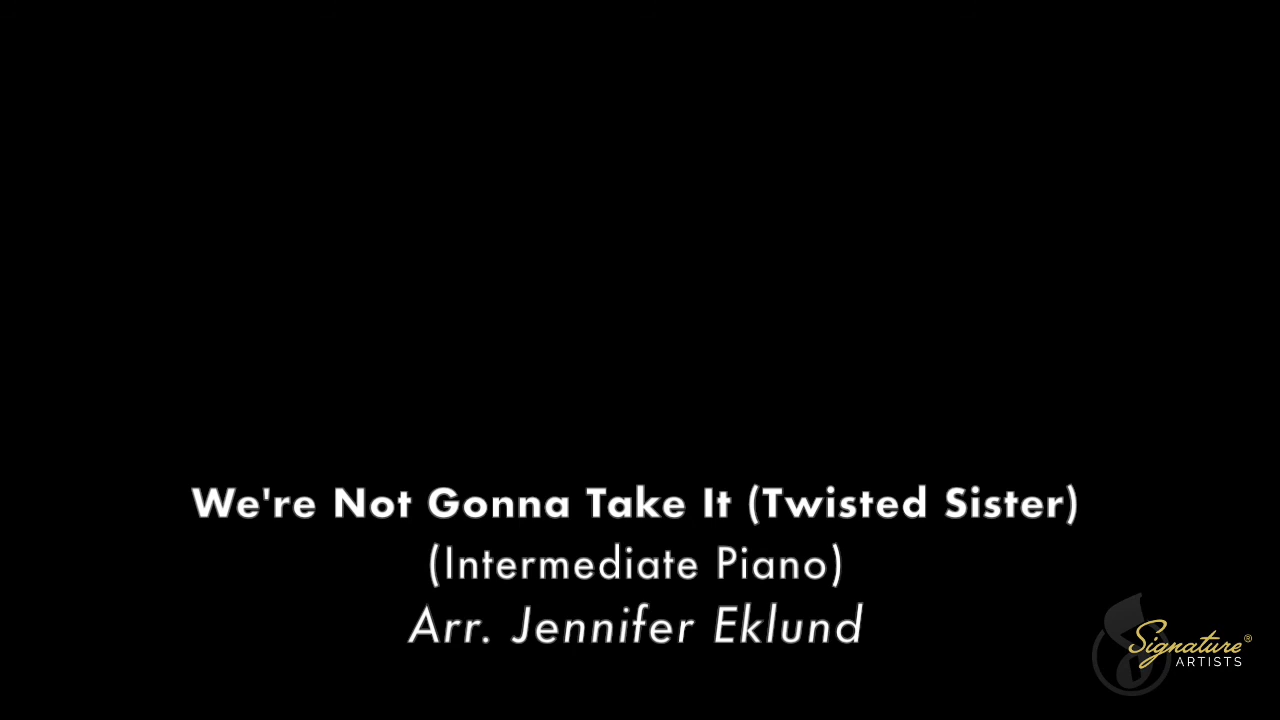 We're Not Gonna Take It (Twisted Sister)
(Intermediate Piano)
Arr. Jennifer Eklund
Signature®
ARTISTS